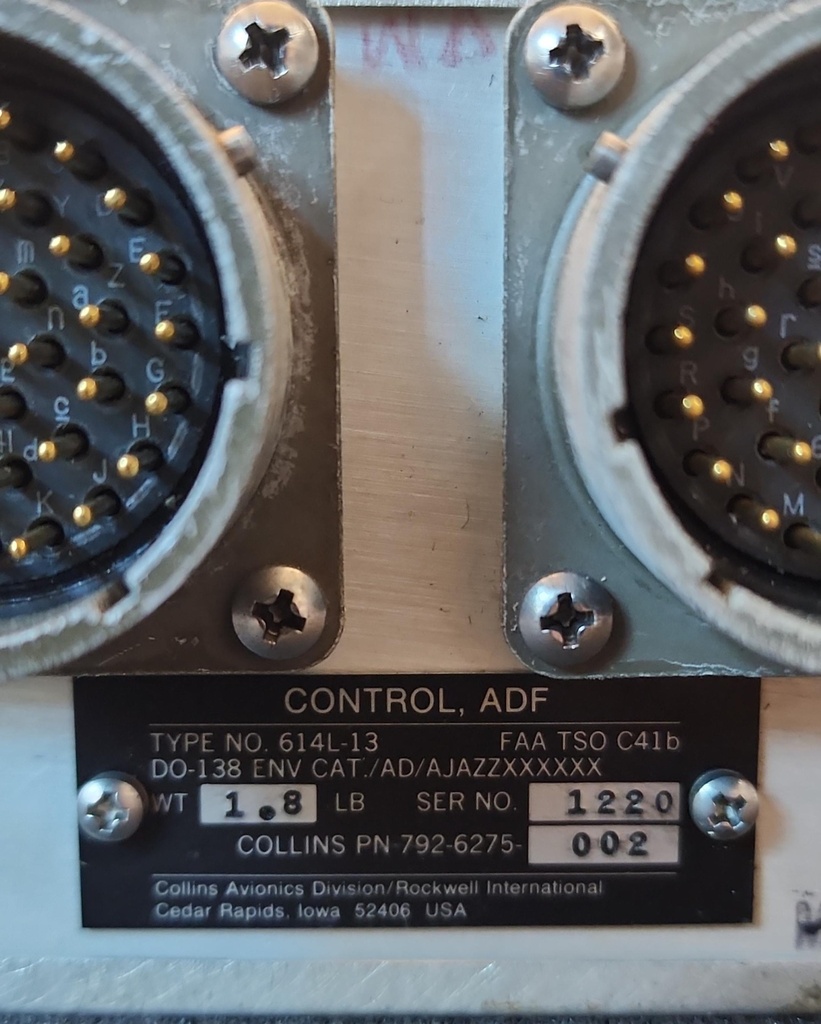 WA
Y D
m E
Z
a F
n
b G
c
d H
J
K
V
s
h
S r
g
R
f
P
N M
CONTROL, ADF
TYPE NO. 614L-13 FAA TSO C41b
DO-138 ENV CAT./AD/AJAZZXXXXXX
WT 1.8 LB SER NO. 1220
COLLINS PN 792-6275- 002
Collins Avionics Division/Rockwell International
Cedar Rapids, Iowa 52406 USA